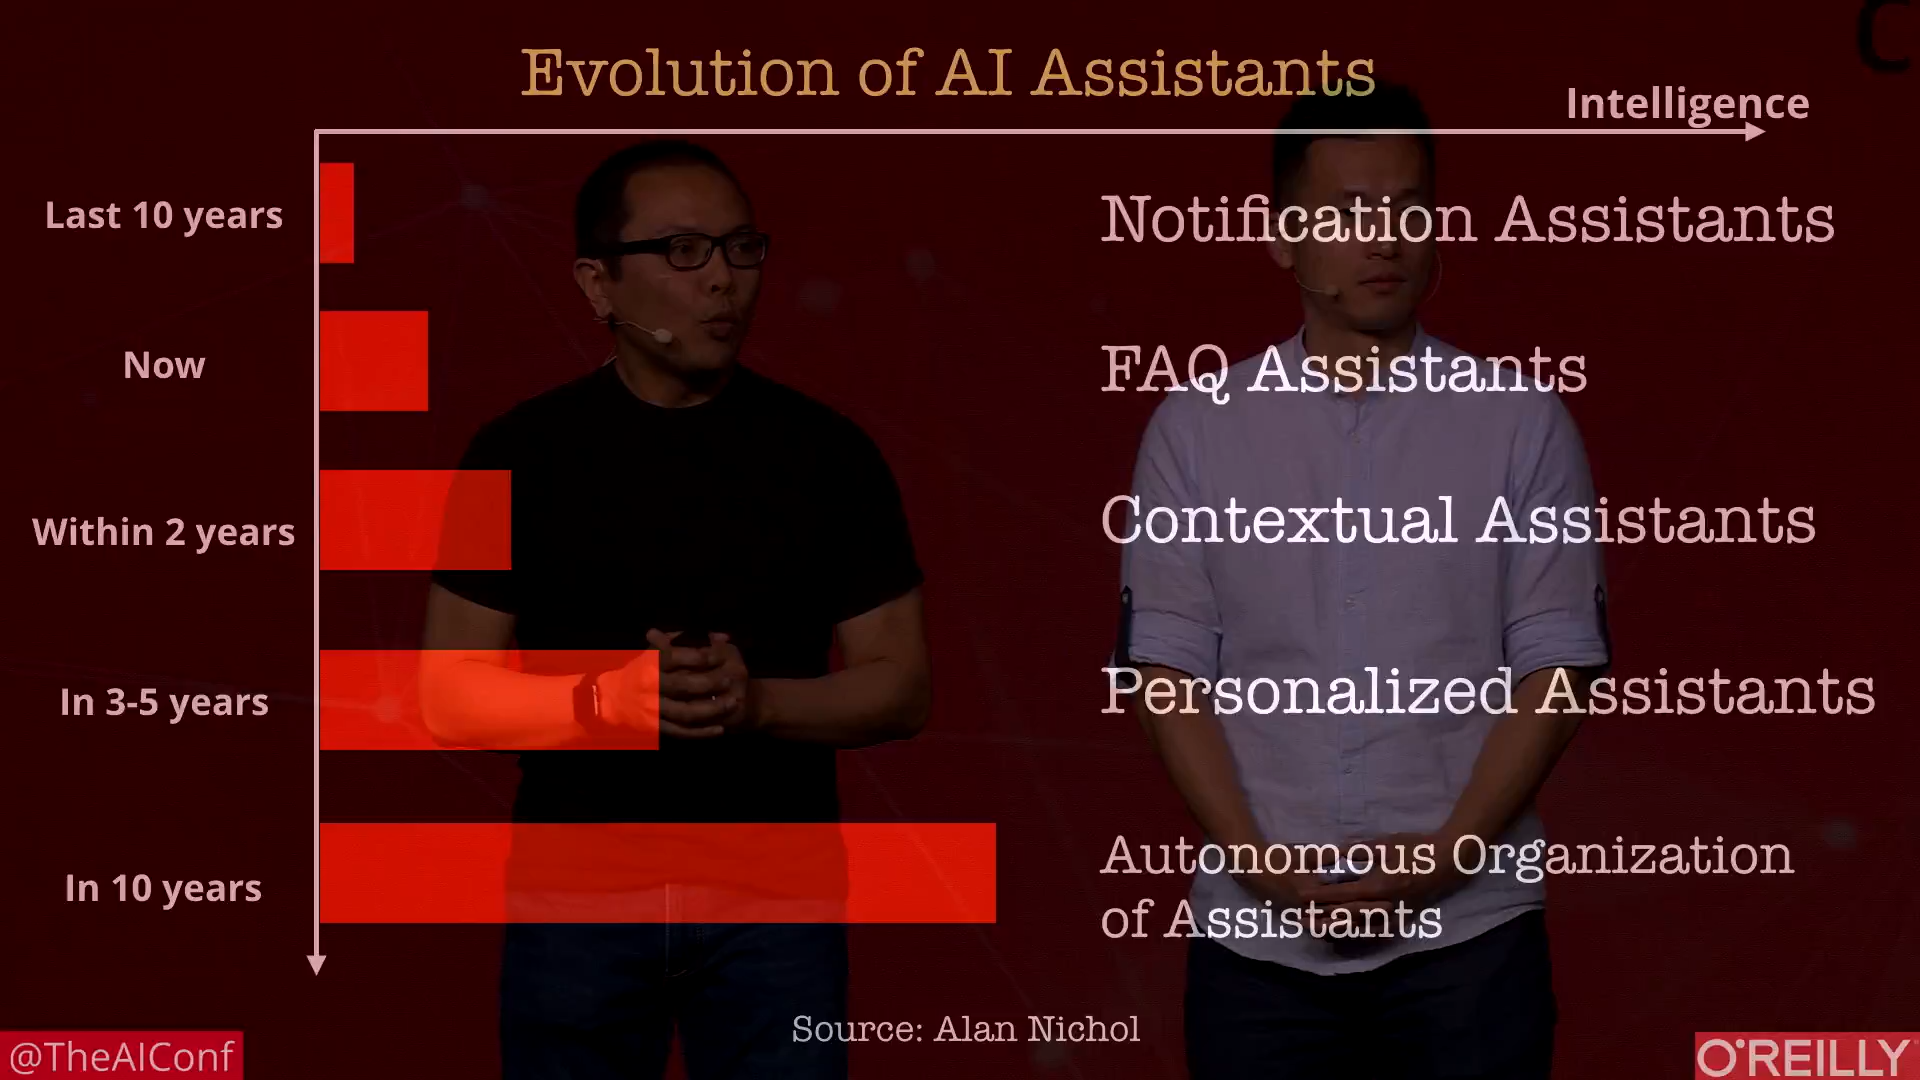 Evolution of AI Assistants
Intelligence
Last 10 years
Notification Assistants
Now
FAQ Assistants
Within 2 years
Contextual Assistants
In 3-5 years
Personalized Assistants
In 10 years
Autonomous Organization
of Assistants
Source: Alan Nichol
@TheAIConf
O'REILLY
C